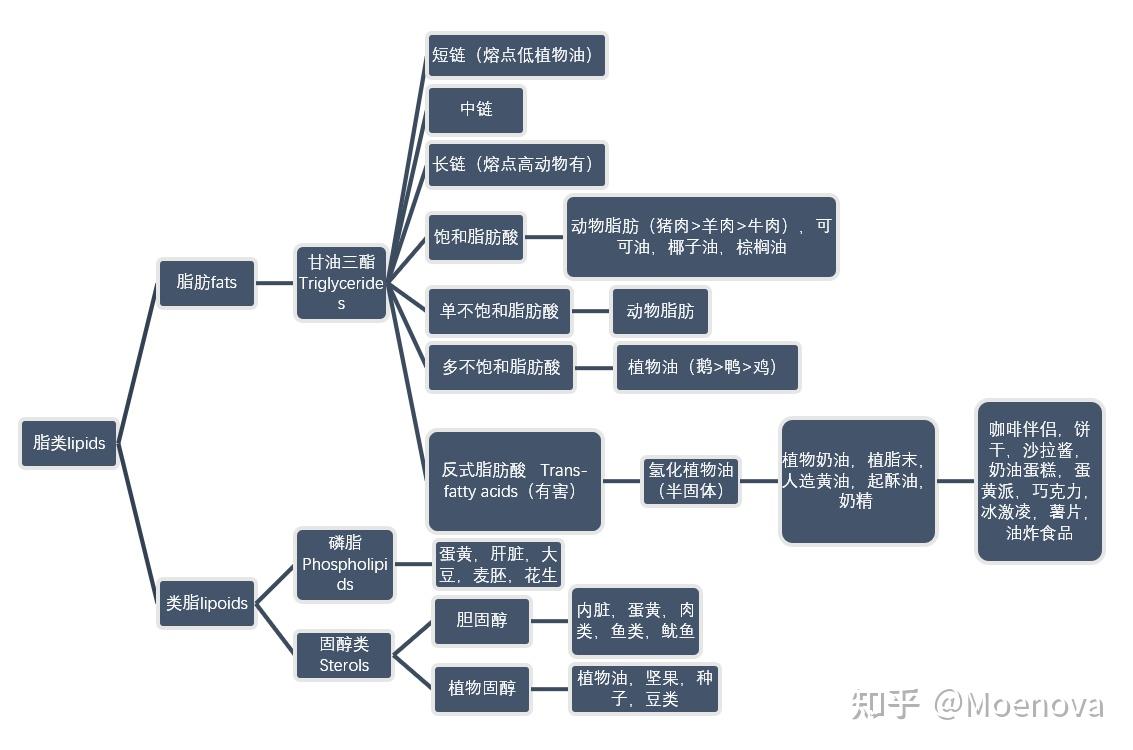 短链（熔点低植物油）
中链
长链（熔点高动物有）
饱和脂肪酸
动物脂肪（猪肉>羊肉>牛肉），可
可油，椰子油，棕榈油
甘油三酯
Triglyceride
s
脂肪fats
单不饱和脂肪酸
动物脂肪
多不饱和脂肪酸
植物油（鹅>鸭>鸡）
脂类lipids
反式脂肪酸 Trans-
fatty acids（有害）
氢化植物油
（半固体）
植物奶油，植脂末，
人造黄油，起酥油，
奶精
咖啡伴侣，饼
干，沙拉酱，
奶油蛋糕，蛋
黄派，巧克力，
冰激凌，薯片，
油炸食品
类脂lipoids
磷脂
Phospholipi
ds
蛋黄，肝脏，大
豆，麦胚，花生
固醇类
Sterols
胆固醇
内脏，蛋黄，肉
类，鱼类，鱿鱼
植物固醇
植物油，坚果，种
子，豆类
知乎 @Moenova